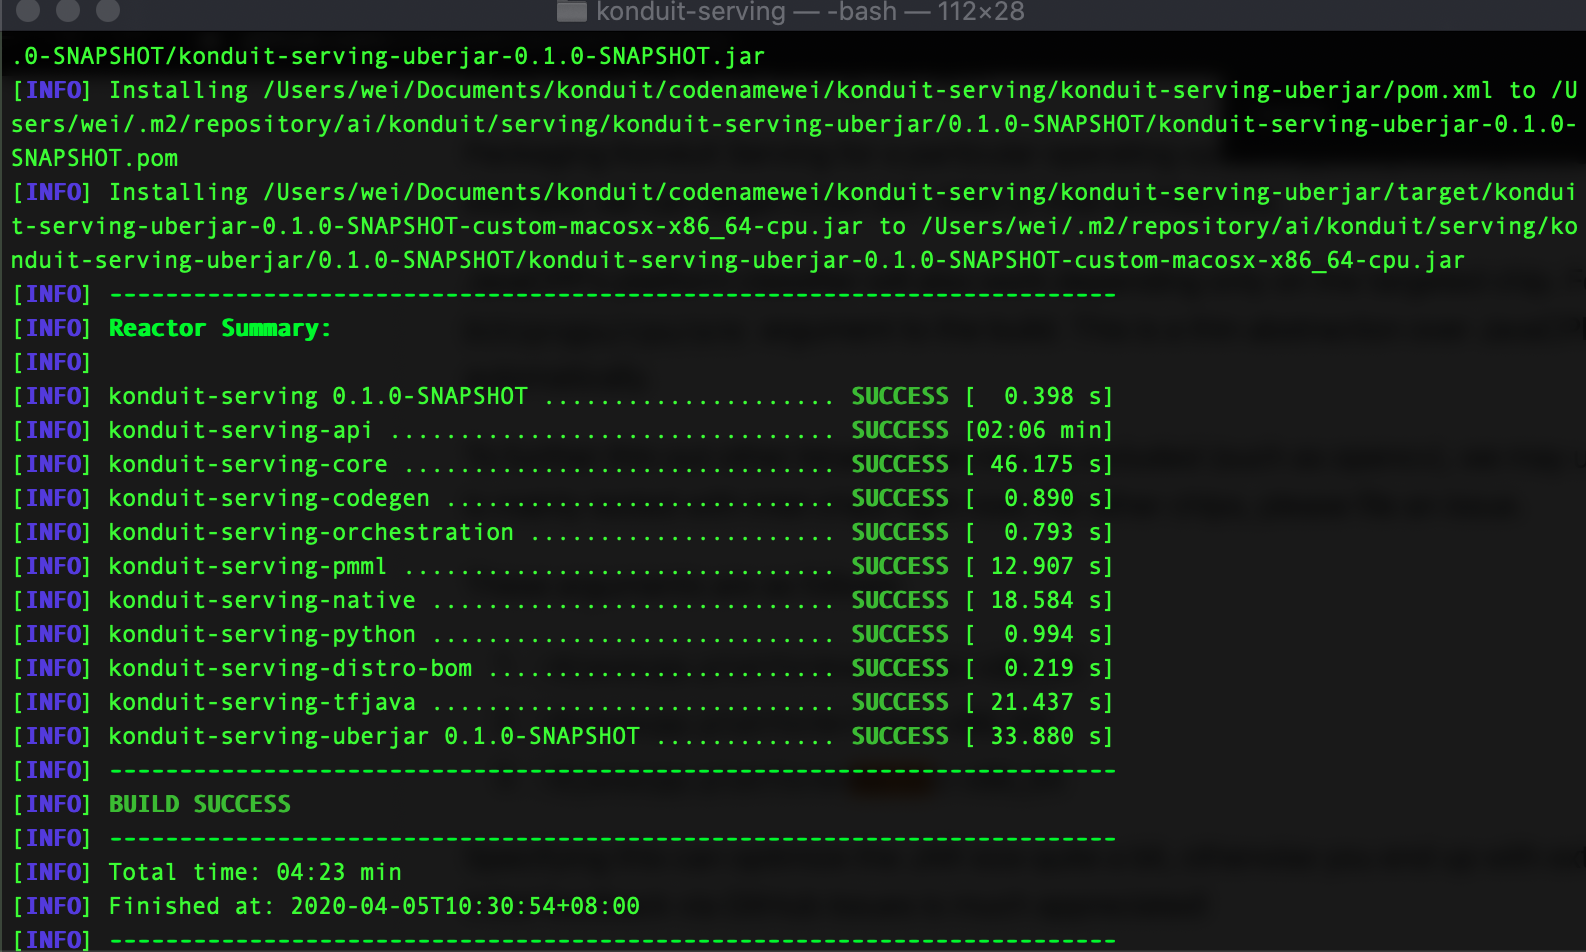 konduit-serving — -bash — 112×28
.0-SNAPSHOT/konduit-serving-uberjar-0.1.0-SNAPSHOT.jar
[INFO] Installing /Users/wei/Documents/konduit/codenamewei/konduit-serving/konduit-serving-uberjar/pom.xml to /U
sers/wei/.m2/repository/ai/konduit/serving/konduit-serving-uberjar/0.1.0-SNAPSHOT/konduit-serving-uberjar-0.1.0-
SNAPSHOT.pom
[INFO] Installing /Users/wei/Documents/konduit/codenamewei/konduit-serving/konduit-serving-uberjar/target/kondui
t-serving-uberjar-0.1.0-SNAPSHOT-custom-macosx-x86_64-cpu.jar to /Users/wei/.m2/repository/ai/konduit/serving/ko
nduit-serving-uberjar/0.1.0-SNAPSHOT/konduit-serving-uberjar-0.1.0-SNAPSHOT-custom-macosx-x86_64-cpu.jar
[INFO] ------------------------------------------------------------------------
[INFO] Reactor Summary:
[INFO]
[INFO] konduit-serving 0.1.0-SNAPSHOT ..................... SUCCESS [  0.398 s]
[INFO] konduit-serving-api ................................ SUCCESS [02:06 min]
[INFO] konduit-serving-core ............................... SUCCESS [ 46.175 s]
[INFO] konduit-serving-codegen ............................ SUCCESS [  0.890 s]
[INFO] konduit-serving-orchestration ...................... SUCCESS [  0.793 s]
[INFO] konduit-serving-pmml ............................... SUCCESS [ 12.907 s]
[INFO] konduit-serving-native ............................. SUCCESS [ 18.584 s]
[INFO] konduit-serving-python ............................. SUCCESS [  0.994 s]
[INFO] konduit-serving-distro-bom ......................... SUCCESS [  0.219 s]
[INFO] konduit-serving-tfjava ............................. SUCCESS [ 21.437 s]
[INFO] konduit-serving-uberjar 0.1.0-SNAPSHOT ............. SUCCESS [ 33.880 s]
[INFO] ------------------------------------------------------------------------
[INFO] BUILD SUCCESS
[INFO] ------------------------------------------------------------------------
[INFO] Total time: 04:23 min
[INFO] Finished at: 2020-04-05T10:30:54+08:00
[INFO] ------------------------------------------------------------------------